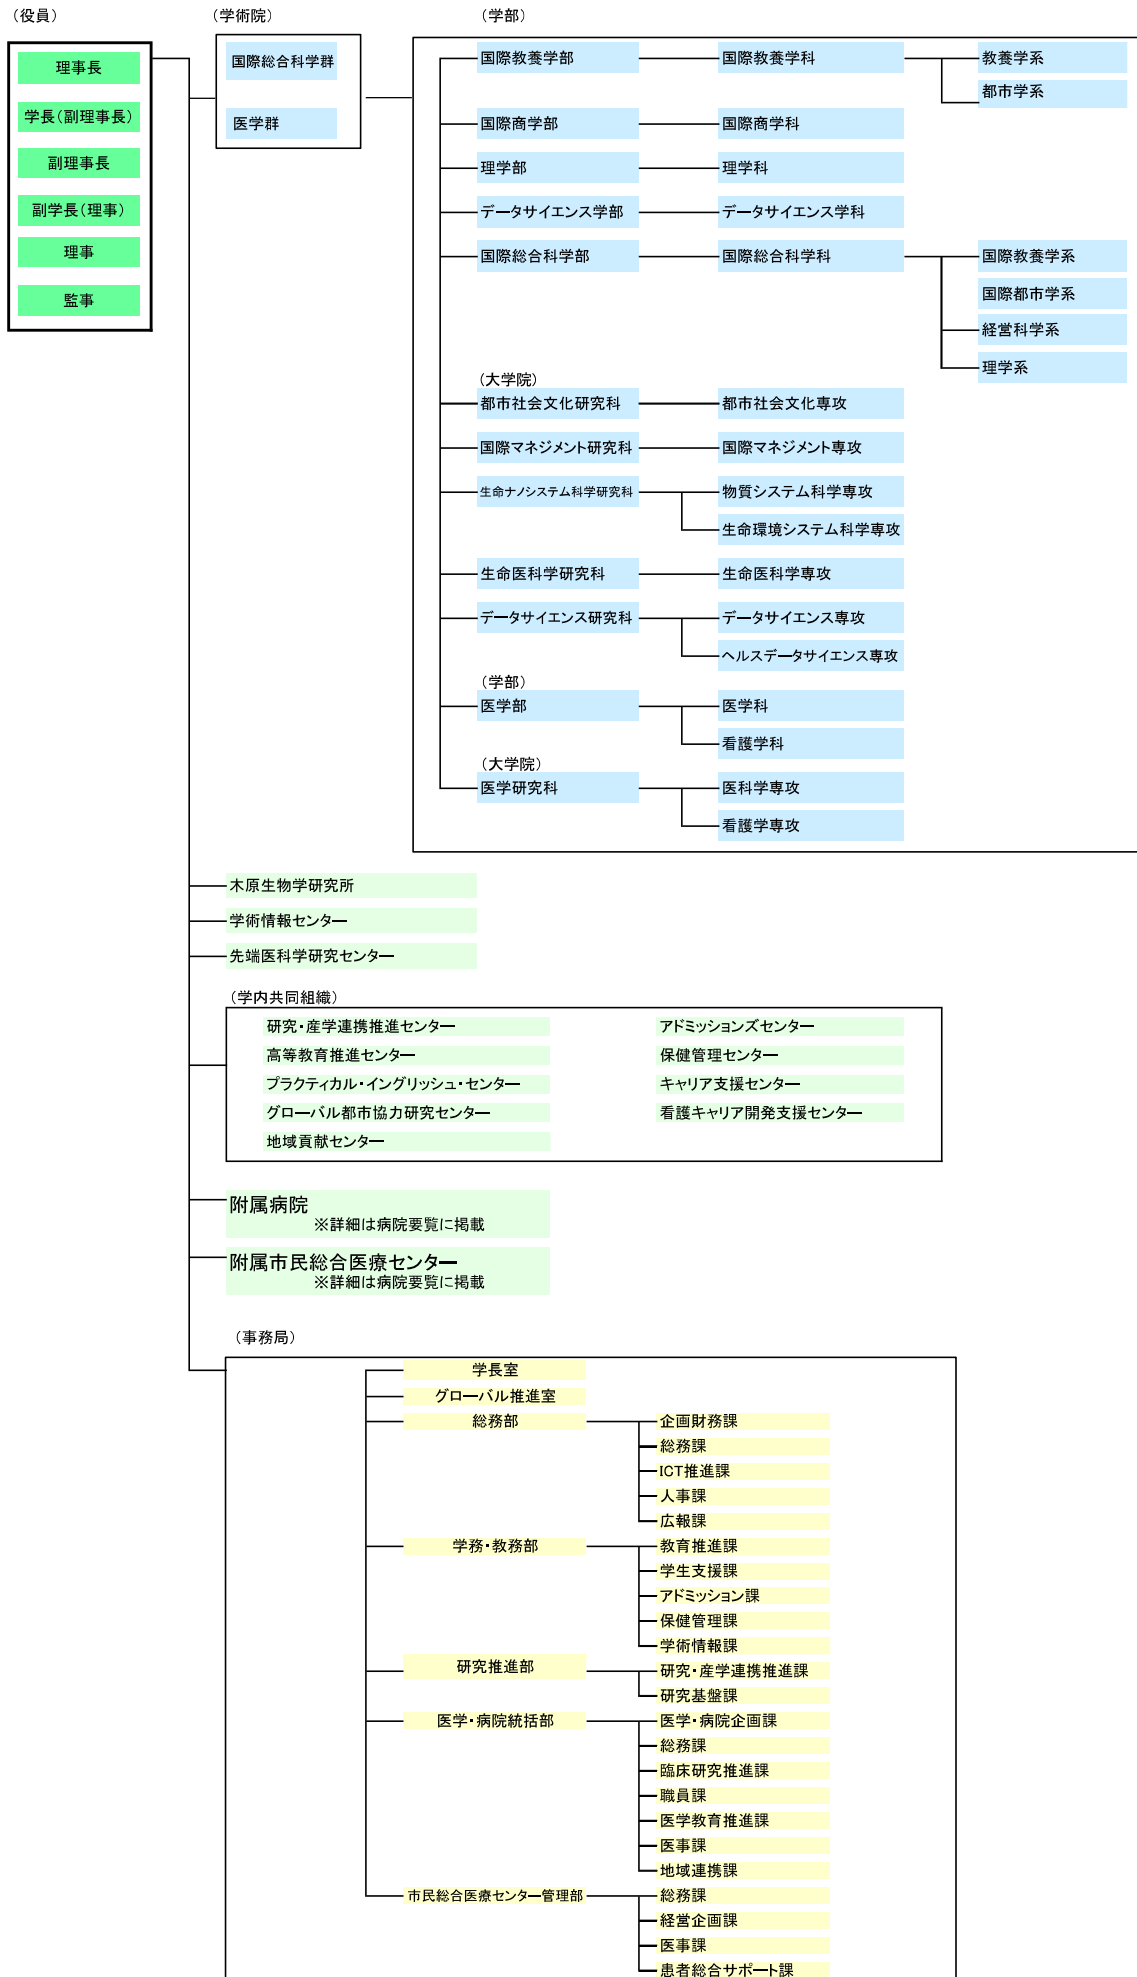 （役員）
（学術院）
（学部）
理事長
学長（副理事長）
副理事長
副学長（理事）
理事
監事
国際総合科学群
医学群
国際教養学部
国際教養学科
教養学系
都市学系
国際商学部
国際商学科
理学部
理学科
データサイエンス学部
データサイエンス学科
国際総合科学部
国際総合科学科
国際教養学系
国際都市学系
経営科学系
理学系
（大学院）
都市社会文化研究科
都市社会文化専攻
国際マネジメント研究科
国際マネジメント専攻
生命ナノシステム科学研究科
物質システム科学専攻
生命環境システム科学専攻
生命医科学研究科
生命医科学専攻
データサイエンス研究科
データサイエンス専攻
ヘルスデータサイエンス専攻
（学部）
医学部
医学科
看護学科
（大学院）
医学研究科
医科学専攻
看護学専攻
木原生物学研究所
学術情報センター
先端医科学研究センター
（学内共同組織）
研究・産学連携推進センター
高等教育推進センター
プラクティカル・イングリッシュ・センター
グローバル都市協力研究センター
地域貢献センター
アドミッションズセンター
保健管理センター
キャリア支援センター
看護キャリア開発支援センター
附属病院
※詳細は病院要覧に掲載
附属市民総合医療センター
※詳細は病院要覧に掲載
（事務局）
学長室
グローバル推進室
総務部
企画財務課
総務課
ICT推進課
人事課
広報課
学務・教務部
教育推進課
学生支援課
アドミッション課
保健管理課
学術情報課
研究推進部
研究・産学連携推進課
研究基盤課
医学・病院統括部
医学・病院企画課
総務課
臨床研究推進課
職員課
医学教育推進課
医事課
地域連携課
市民総合医療センター管理部
総務課
経営企画課
医事課
患者総合サポート課